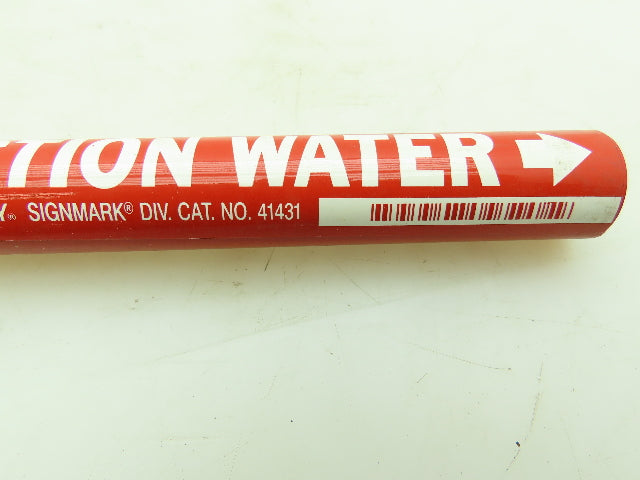 TION WATER
Y® SIGNMARK® DIV. CAT. NO. 41431